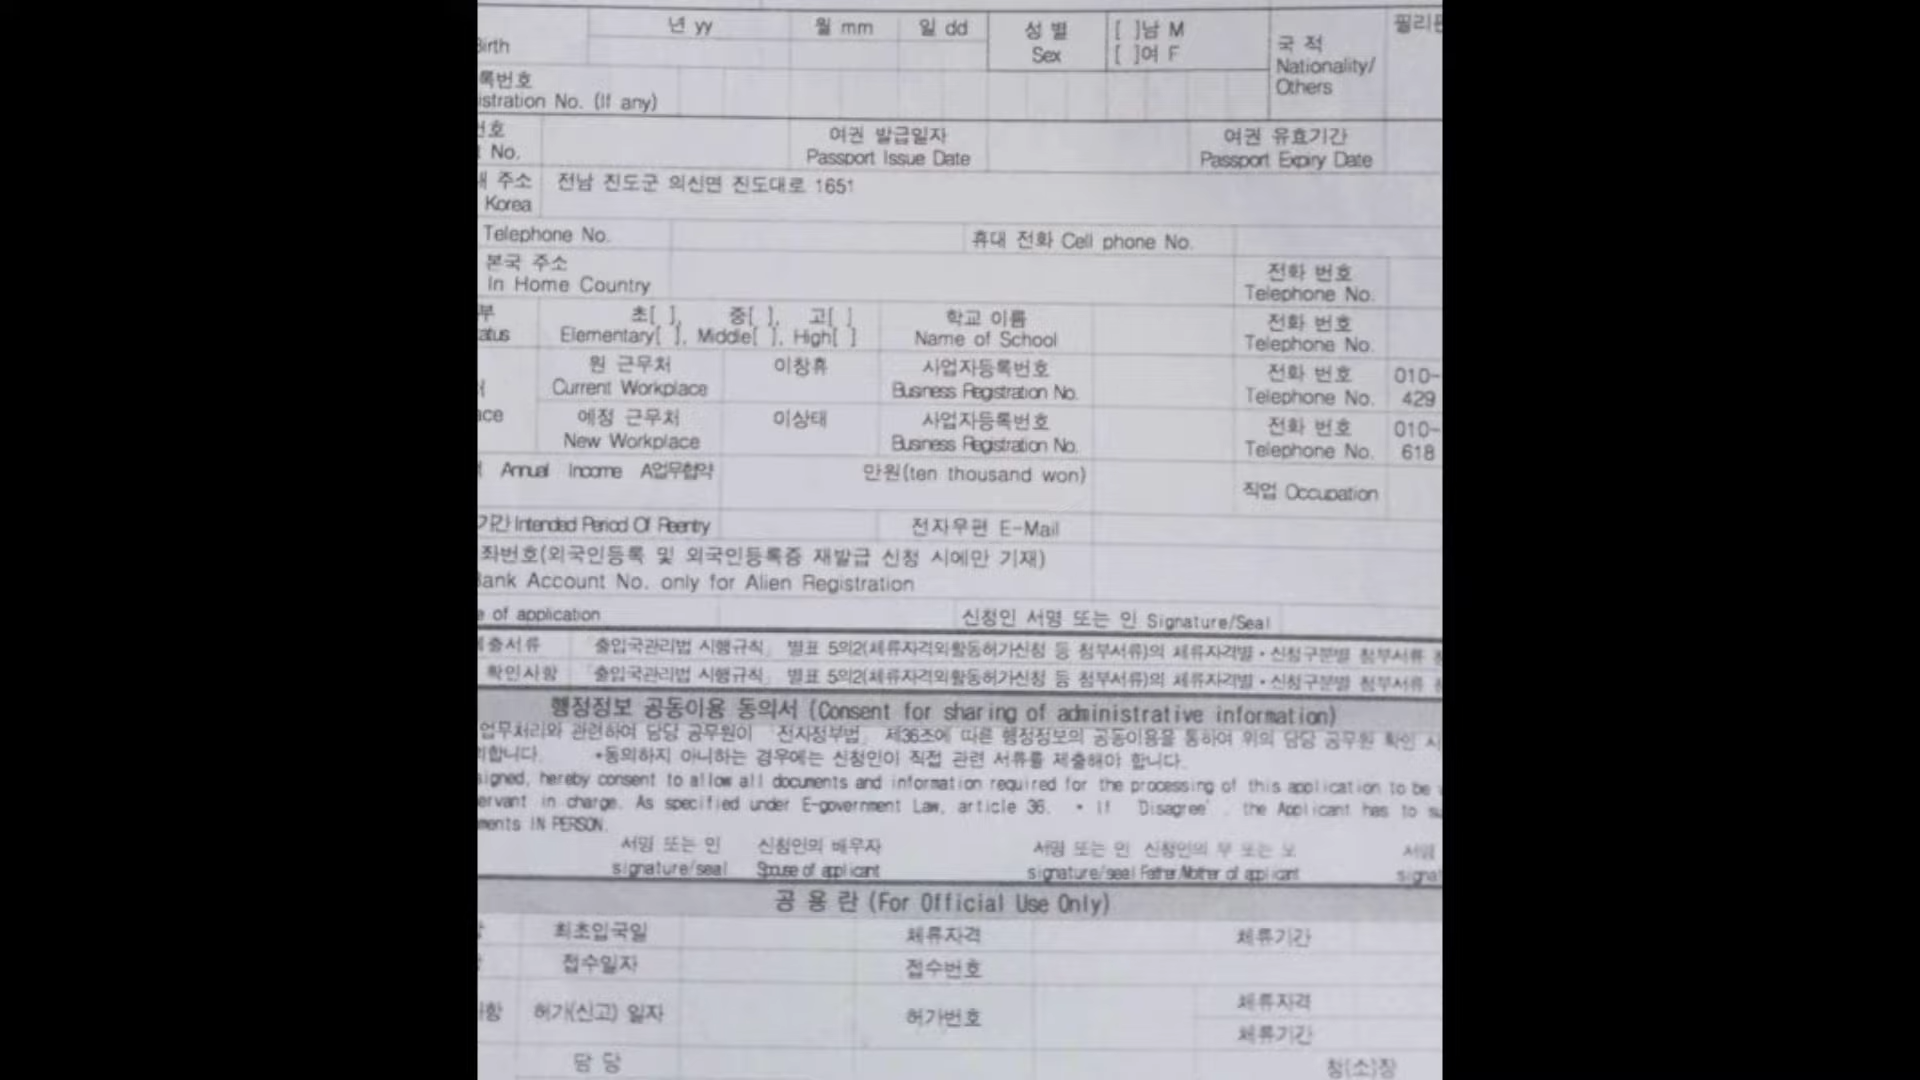 년 yy 월 mm 일 dd 성 별 [ ]남 M
Birth Sex [ ]여 F 국 적
Nationality/
Others
록번호
istration No. (If any)
번호 여권 발급일자 여권 유효기간
No. Passport Issue Date Passport Expiry Date
주소 전남 진도군 의신면 진도대로 1651
Korea
Telephone No. 휴대 전화 Cell phone No.
본국 주소 전화 번호
In Home Country Telephone No.
초[ ], 중[ ], 고[ ] 학교 이름 전화 번호
atus Elementary[ ], Middle[ ], High[ ] Name of School Telephone No.
원 근무처 이창휴 사업자등록번호 전화 번호 010-
Current Workplace Business Registration No. Telephone No. 429
ace 예정 근무처 이상태 사업자등록번호 전화 번호 010-
New Workplace Business Registration No. Telephone No. 618
Annual Income A업무협약 만원(ten thousand won)
직업 Occupation
기간 Intended Period Of Reentry 전자우편 E-Mail
좌번호(외국인등록 및 외국인등록증 재발급 신청 시에만 기재)
Bank Account No. only for Alien Registration
e of application 신청인 서명 또는 인 Signature/Seal
출서류 「출입국관리법 시행규칙」 별표 5의2(체류자격외활동허가신청 등 첨부서류)의 체류자격별・신청구분별 첨부서류
확인사항 「출입국관리법 시행규칙」 별표 5의2(체류자격외활동허가신청 등 첨부서류)의 체류자격별・신청구분별 첨부서류
행정정보 공동이용 동의서 (Consent for sharing of administrative information)
업무처리와 관련하여 담당 공무원이 「전자정부법」 제36조에 따른 행정정보의 공동이용을 통하여 위의 담당 공무원 확인
의합니다. *동의하지 아니하는 경우에는 신청인이 직접 관련 서류를 제출해야 합니다.
signed, hereby consent to allow all documents and information required for the processing of this application to be
ervant in charge. As specified under E-government Law, article 36. * If 'Disagree', the Applicant has to
ments IN PERSON.
서명 또는 인 신청인의 배우자 서명 또는 인 신청인의 부 또는 모 서명
signature/seal Spouse of applicant signature/seal Father/Mother of applicant signat
공 용 란 (For Official Use Only)
최초입국일 체류자격 체류기간
접수일자 접수번호
체류자격
항 허가(신고) 일자 허가번호
체류기간
담 당 청(소)장